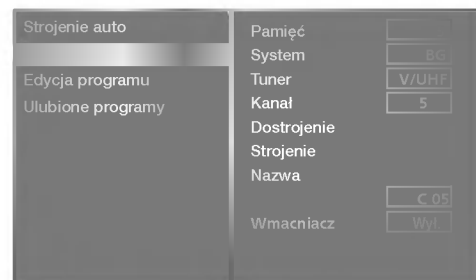 Strojenie auto
Edycja programu
Ulubione programy
Pamięć
System BG
Tuner V/UHF
Kanał 5
Dostrojenie
Strojenie
Nazwa
C 05
Wmacniacz Wył.